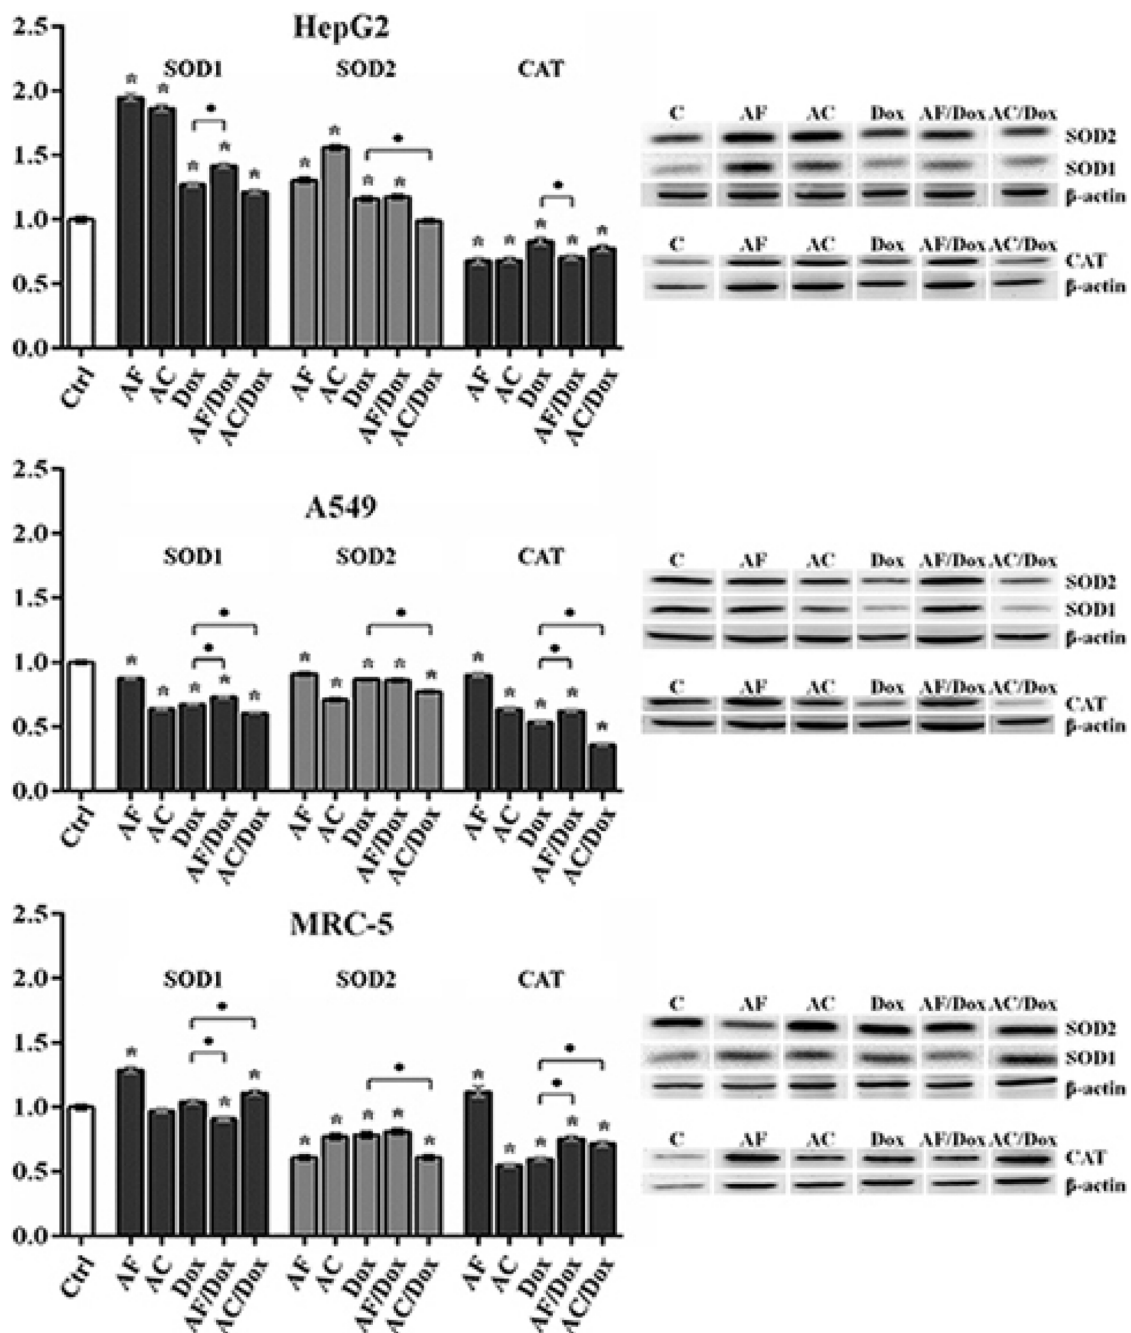 HepG2
2.5
SOD1 SOD2 CAT
2.0
1.5
1.0
0.5
0.0
Ctrl AF AC Dox AF/Dox AC/Dox AF AC Dox AF/Dox AC/Dox AF AC Dox AF/Dox AC/Dox
C AF AC Dox AF/Dox AC/Dox
SOD2
SOD1
β-actin
C AF AC Dox AF/Dox AC/Dox
CAT
β-actin
A549
2.5
2.0
SOD1 SOD2 CAT
1.5
1.0
0.5
0.0
Ctrl AF AC Dox AF/Dox AC/Dox AF AC Dox AF/Dox AC/Dox AF AC Dox AF/Dox AC/Dox
C AF AC Dox AF/Dox AC/Dox
SOD2
SOD1
β-actin
C AF AC Dox AF/Dox AC/Dox
CAT
β-actin
MRC-5
2.5
2.0
SOD1 SOD2 CAT
1.5
1.0
0.5
0.0
Ctrl AF AC Dox AF/Dox AC/Dox AF AC Dox AF/Dox AC/Dox AF AC Dox AF/Dox AC/Dox
C AF AC Dox AF/Dox AC/Dox
SOD2
SOD1
β-actin
C AF AC Dox AF/Dox AC/Dox
CAT
β-actin